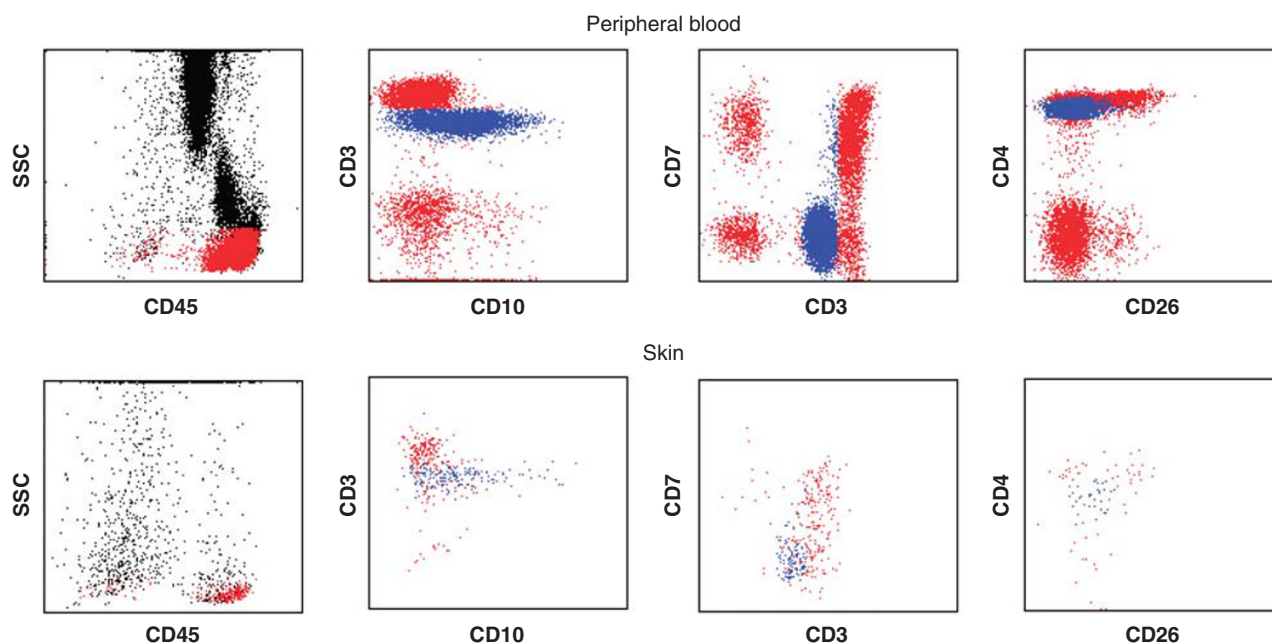 Peripheral blood
SSC
CD45
CD3
CD10
CD7
CD3
CD4
CD26
Skin
SSC
CD45
CD3
CD10
CD7
CD3
CD4
CD26